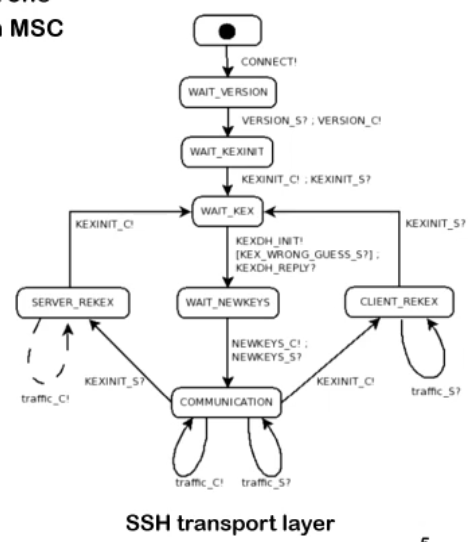 n MSC
CONNECT!
WAIT_VERSION
VERSION_S? ; VERSION_C!
WAIT_KEXINIT
KEXINIT_C! ; KEXINIT_S?
WAIT_KEX
KEXINIT_C!
KEXINIT_S?
KEXDH_INIT!
[KEX_WRONG_GUESS_S?] ;
KEXDH_REPLY?
SERVER_REKEX
WAIT_NEWKEYS
CLIENT_REKEX
NEWKEYS_C! ;
NEWKEYS_S?
traffic_C!
KEXINIT_S?
KEXINIT_C!
traffic_S?
COMMUNICATION
traffic_C!
traffic_S?
SSH transport layer